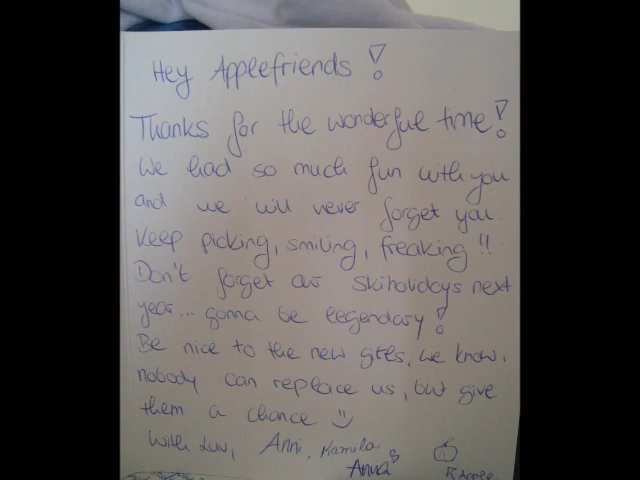 Hey Applefriends!
Thanks for the wonderful time!
We had so much fun with you
and we will never forget you.
Keep picking, smiling, freaking!!
Don't forget our skiholidays next
year... gonna be legendary!
Be nice to the new girls, we know,
nobody can replace us, but give
them a chance :)
With Luv, Anni, Kamila
Anna
Apple